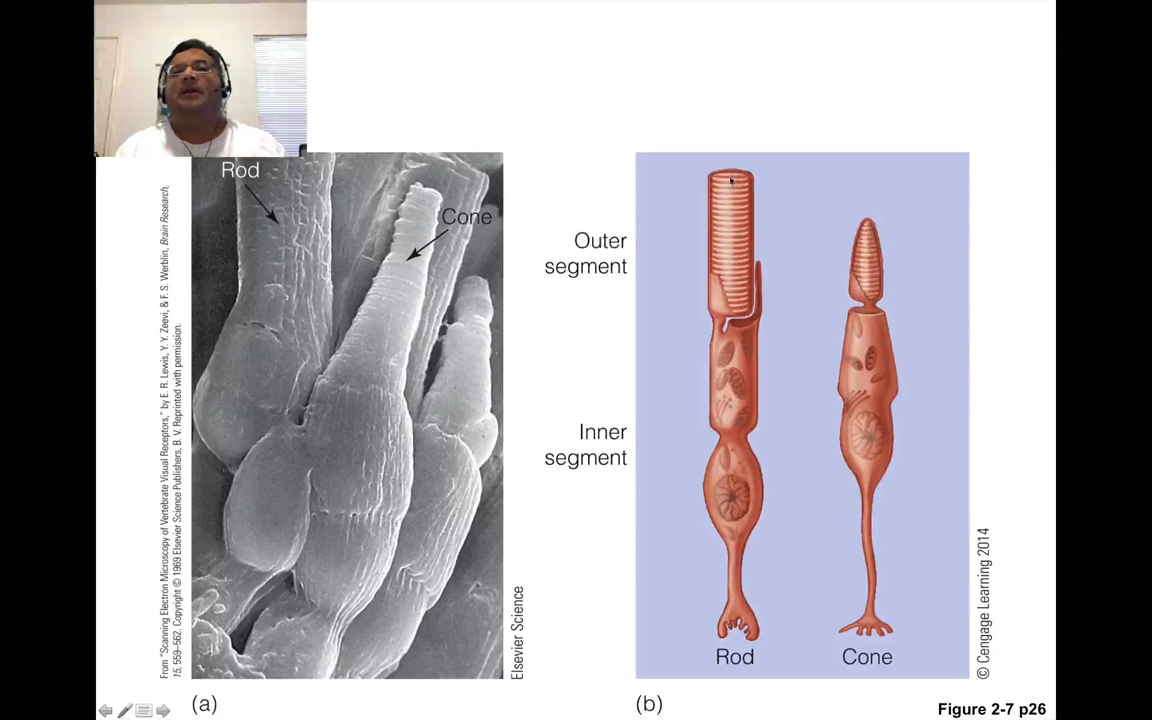 Rod
Cone
From "Scanning Electron Microscopy of Vertebrate Visual Receptors," by E. R. Lewis, Y. Y. Zeevi, & F. S. Werblin, Brain Research,
15, 559–562. Copyright © 1969 Elsevier Science Publishers, B. V. Reprinted with permission.
Elsevier Science
(a)
Outer
segment
Inner
segment
Rod
Cone
© Cengage Learning 2014
(b)
Figure 2-7 p26